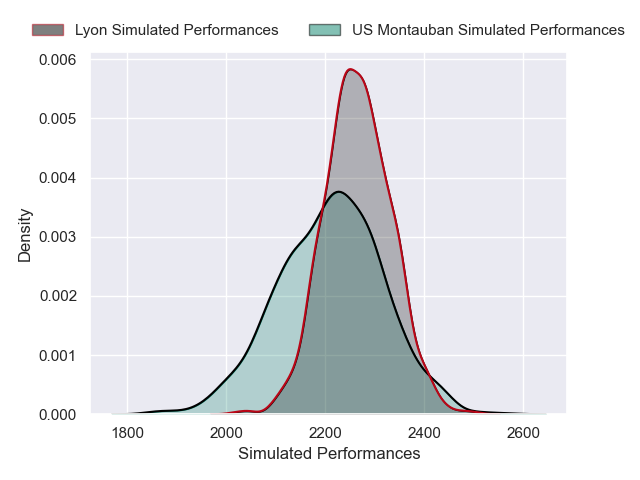 Lyon Simulated Performances US Montauban Simulated Performances
0.006
0.005
0.004
0.003
0.002
0.001
0.000
Density
1800 2000 2200 2400 2600
Simulated Performances